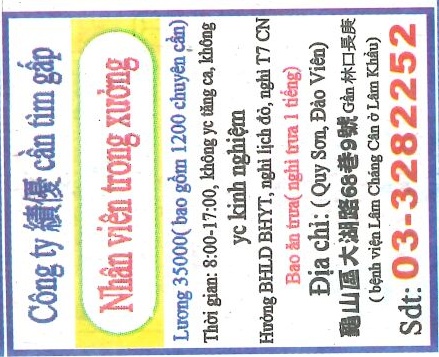 Công ty 績優 cần tìm gấp
Nhân viên trong xưởng
Lương 35000( bao gồm 1200 chuyên cần)
Thời gian: 8:00-17:00, không yc tăng ca, không
yc kinh nghiệm
Hưởng BHLD BHYT, nghỉ lịch đỏ, nghỉ T7 CN
Bao ăn trưa( nghỉ trưa 1 tiếng)
Địa chỉ: ( Quy Sơn, Đào Viên)
龜山區大湖路68巷9號 Gần 林口長庚
( bệnh viện Lâm Cháng Cân ở Lâm Khẩu)
Sdt: 03-3282252